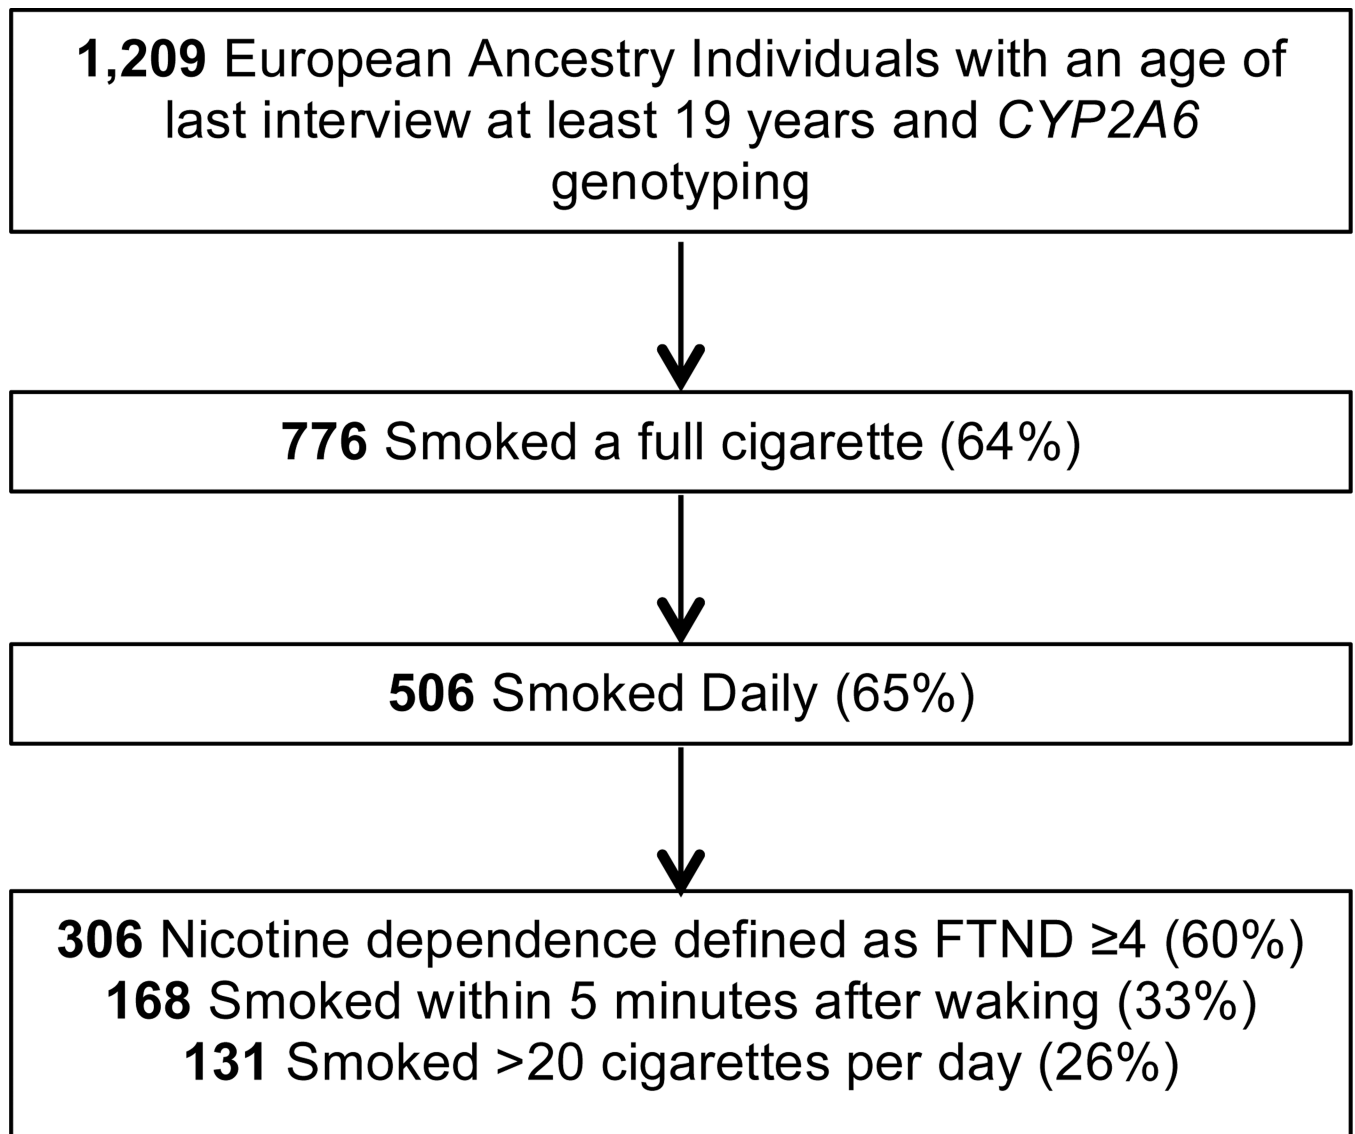 1,209 European Ancestry Individuals with an age of
last interview at least 19 years and CYP2A6
genotyping
776 Smoked a full cigarette (64%)
506 Smoked Daily (65%)
306 Nicotine dependence defined as FTND ≥4 (60%)
168 Smoked within 5 minutes after waking (33%)
131 Smoked >20 cigarettes per day (26%)